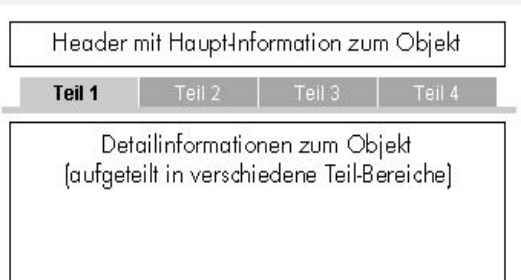 Header mit Haupt-Information zum Objekt
Teil 1 Teil 2 Teil 3 Teil 4
Detailinformationen zum Objekt
(aufgeteilt in verschiedene Teil-Bereiche)